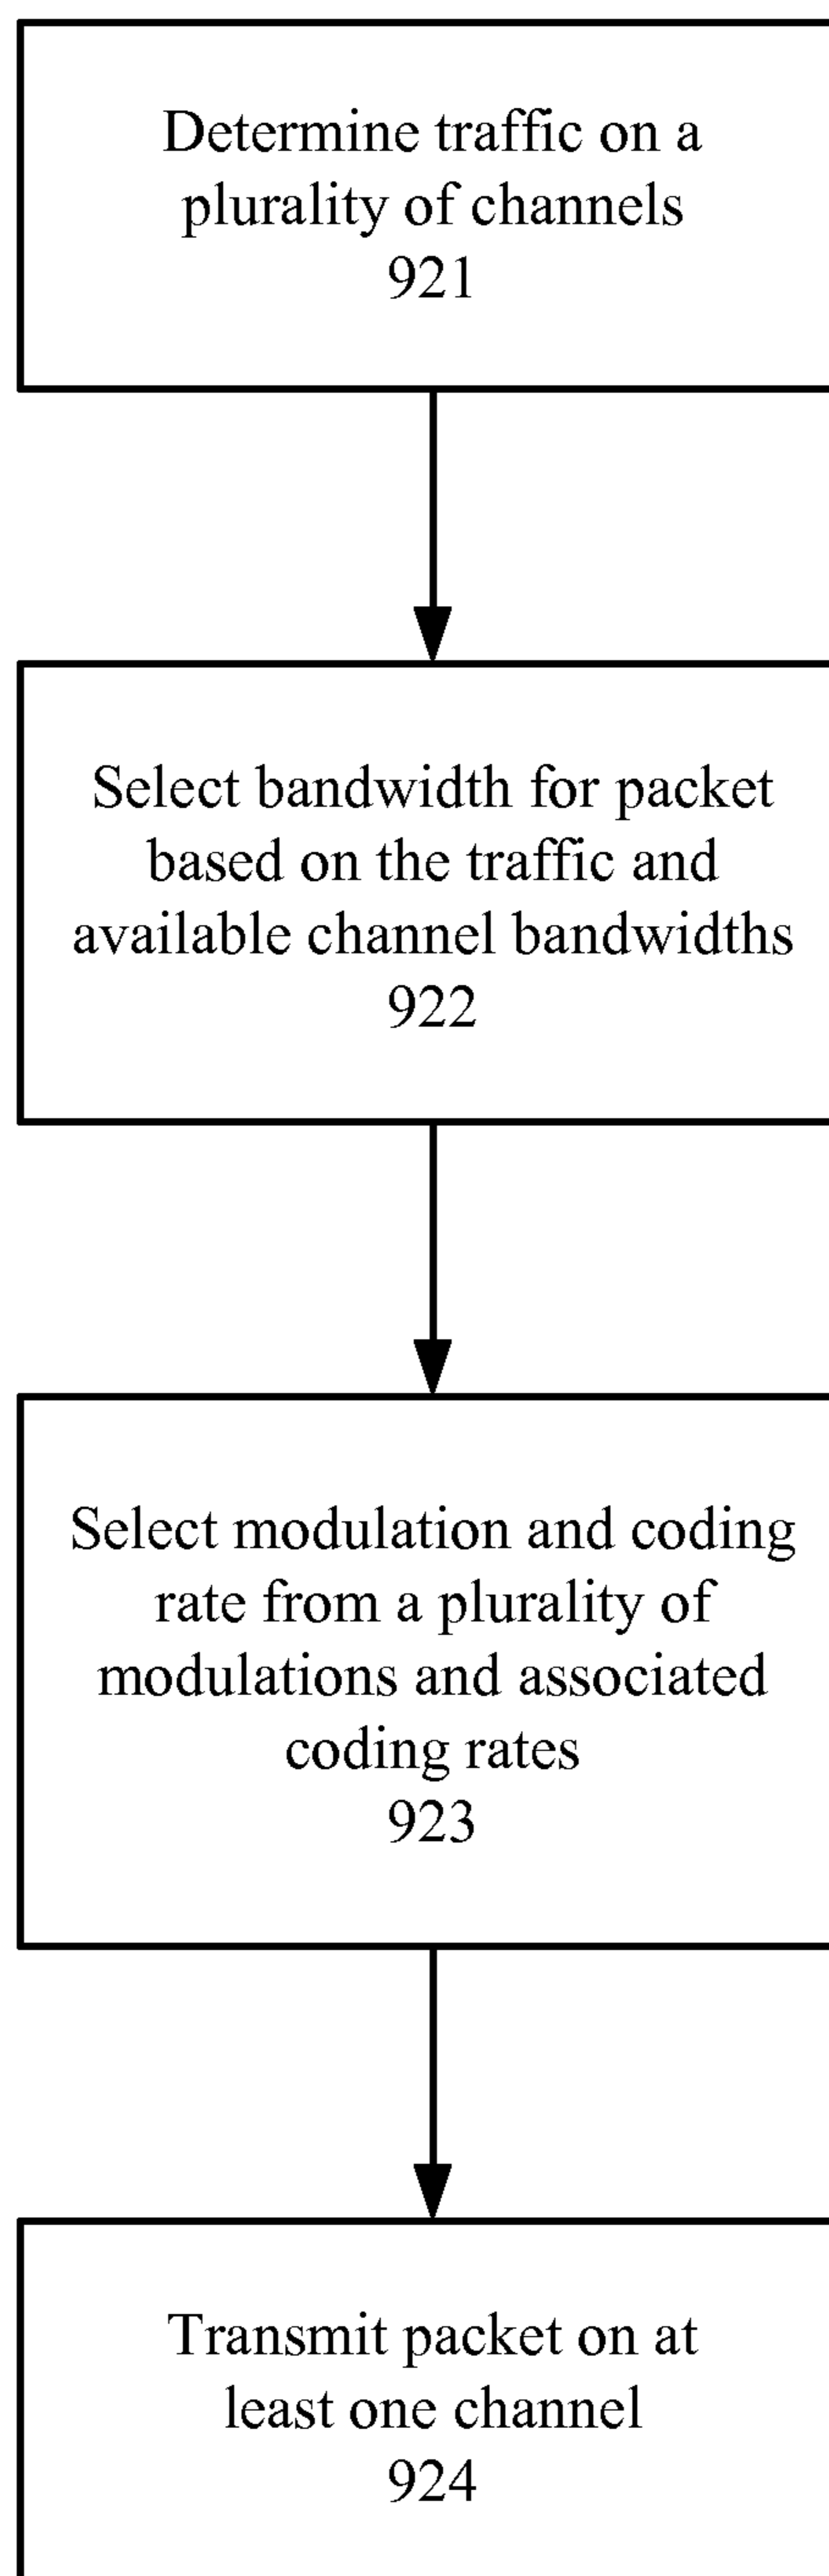 Determine traffic on a
plurality of channels
921
Select bandwidth for packet
based on the traffic and
available channel bandwidths
922
Select modulation and coding
rate from a plurality of
modulations and associated
coding rates
923
Transmit packet on at
least one channel
924